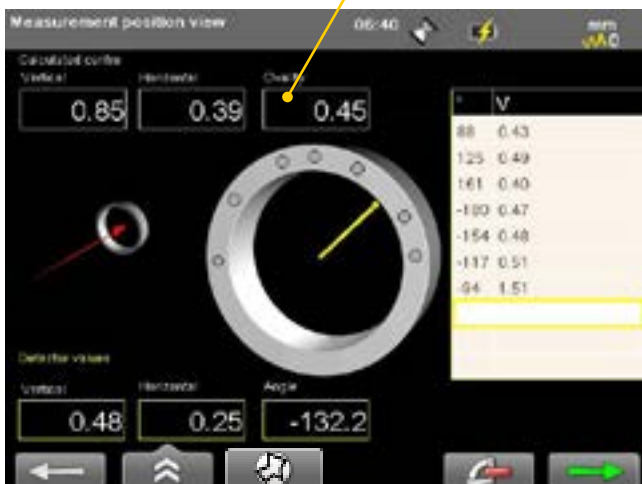 Measurement position view 06:40 mm
0
Calculated centre
Vertical Horizontal Ovality
0.85 0.39 0.45
° V
88 0.43
125 0.49
161 0.40
0.47
-154 0.48
-117 0.51
-94 1.51
Detector values
Vertical Horizontal Angle
0.48 0.25 -132.2